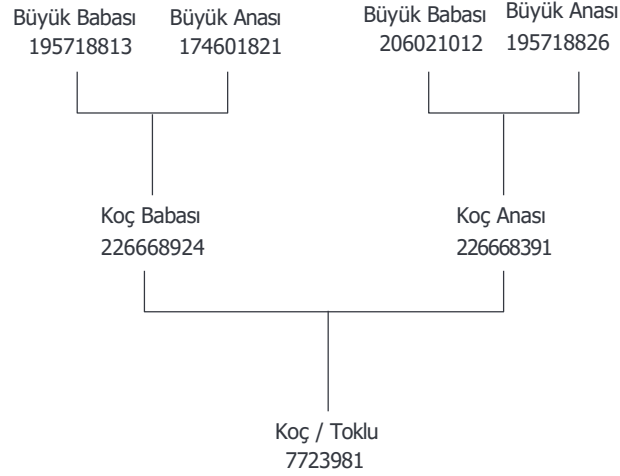 Büyük Babası
195718813
Büyük Anası
174601821
Büyük Babası
206021012
Büyük Anası
195718826
Koç Babası
226668924
Koç Anası
226668391
Koç / Toklu
7723981